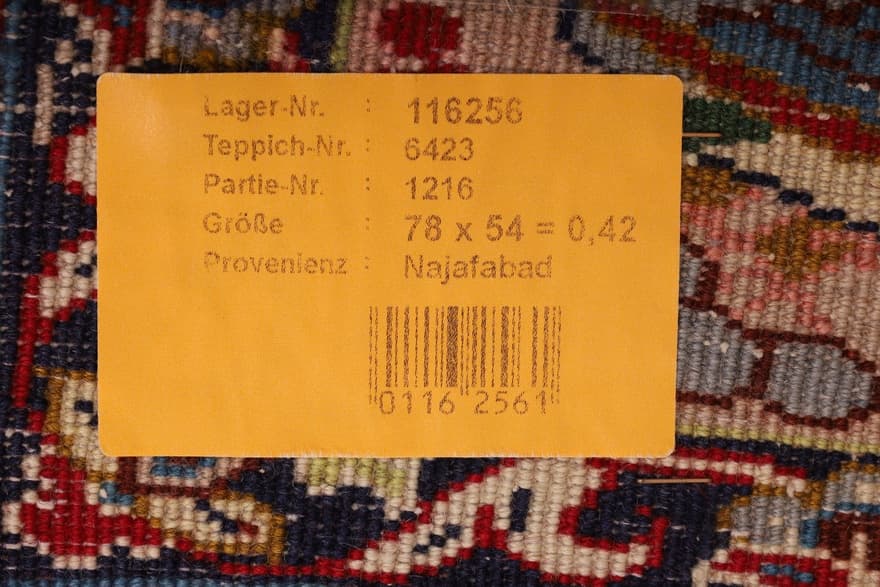 Lager-Nr. : 116256
Teppich-Nr. : 6423
Partie-Nr. : 1216
Größe : 78 x 54 = 0,42
Provenienz : Najafabad
0116 2561